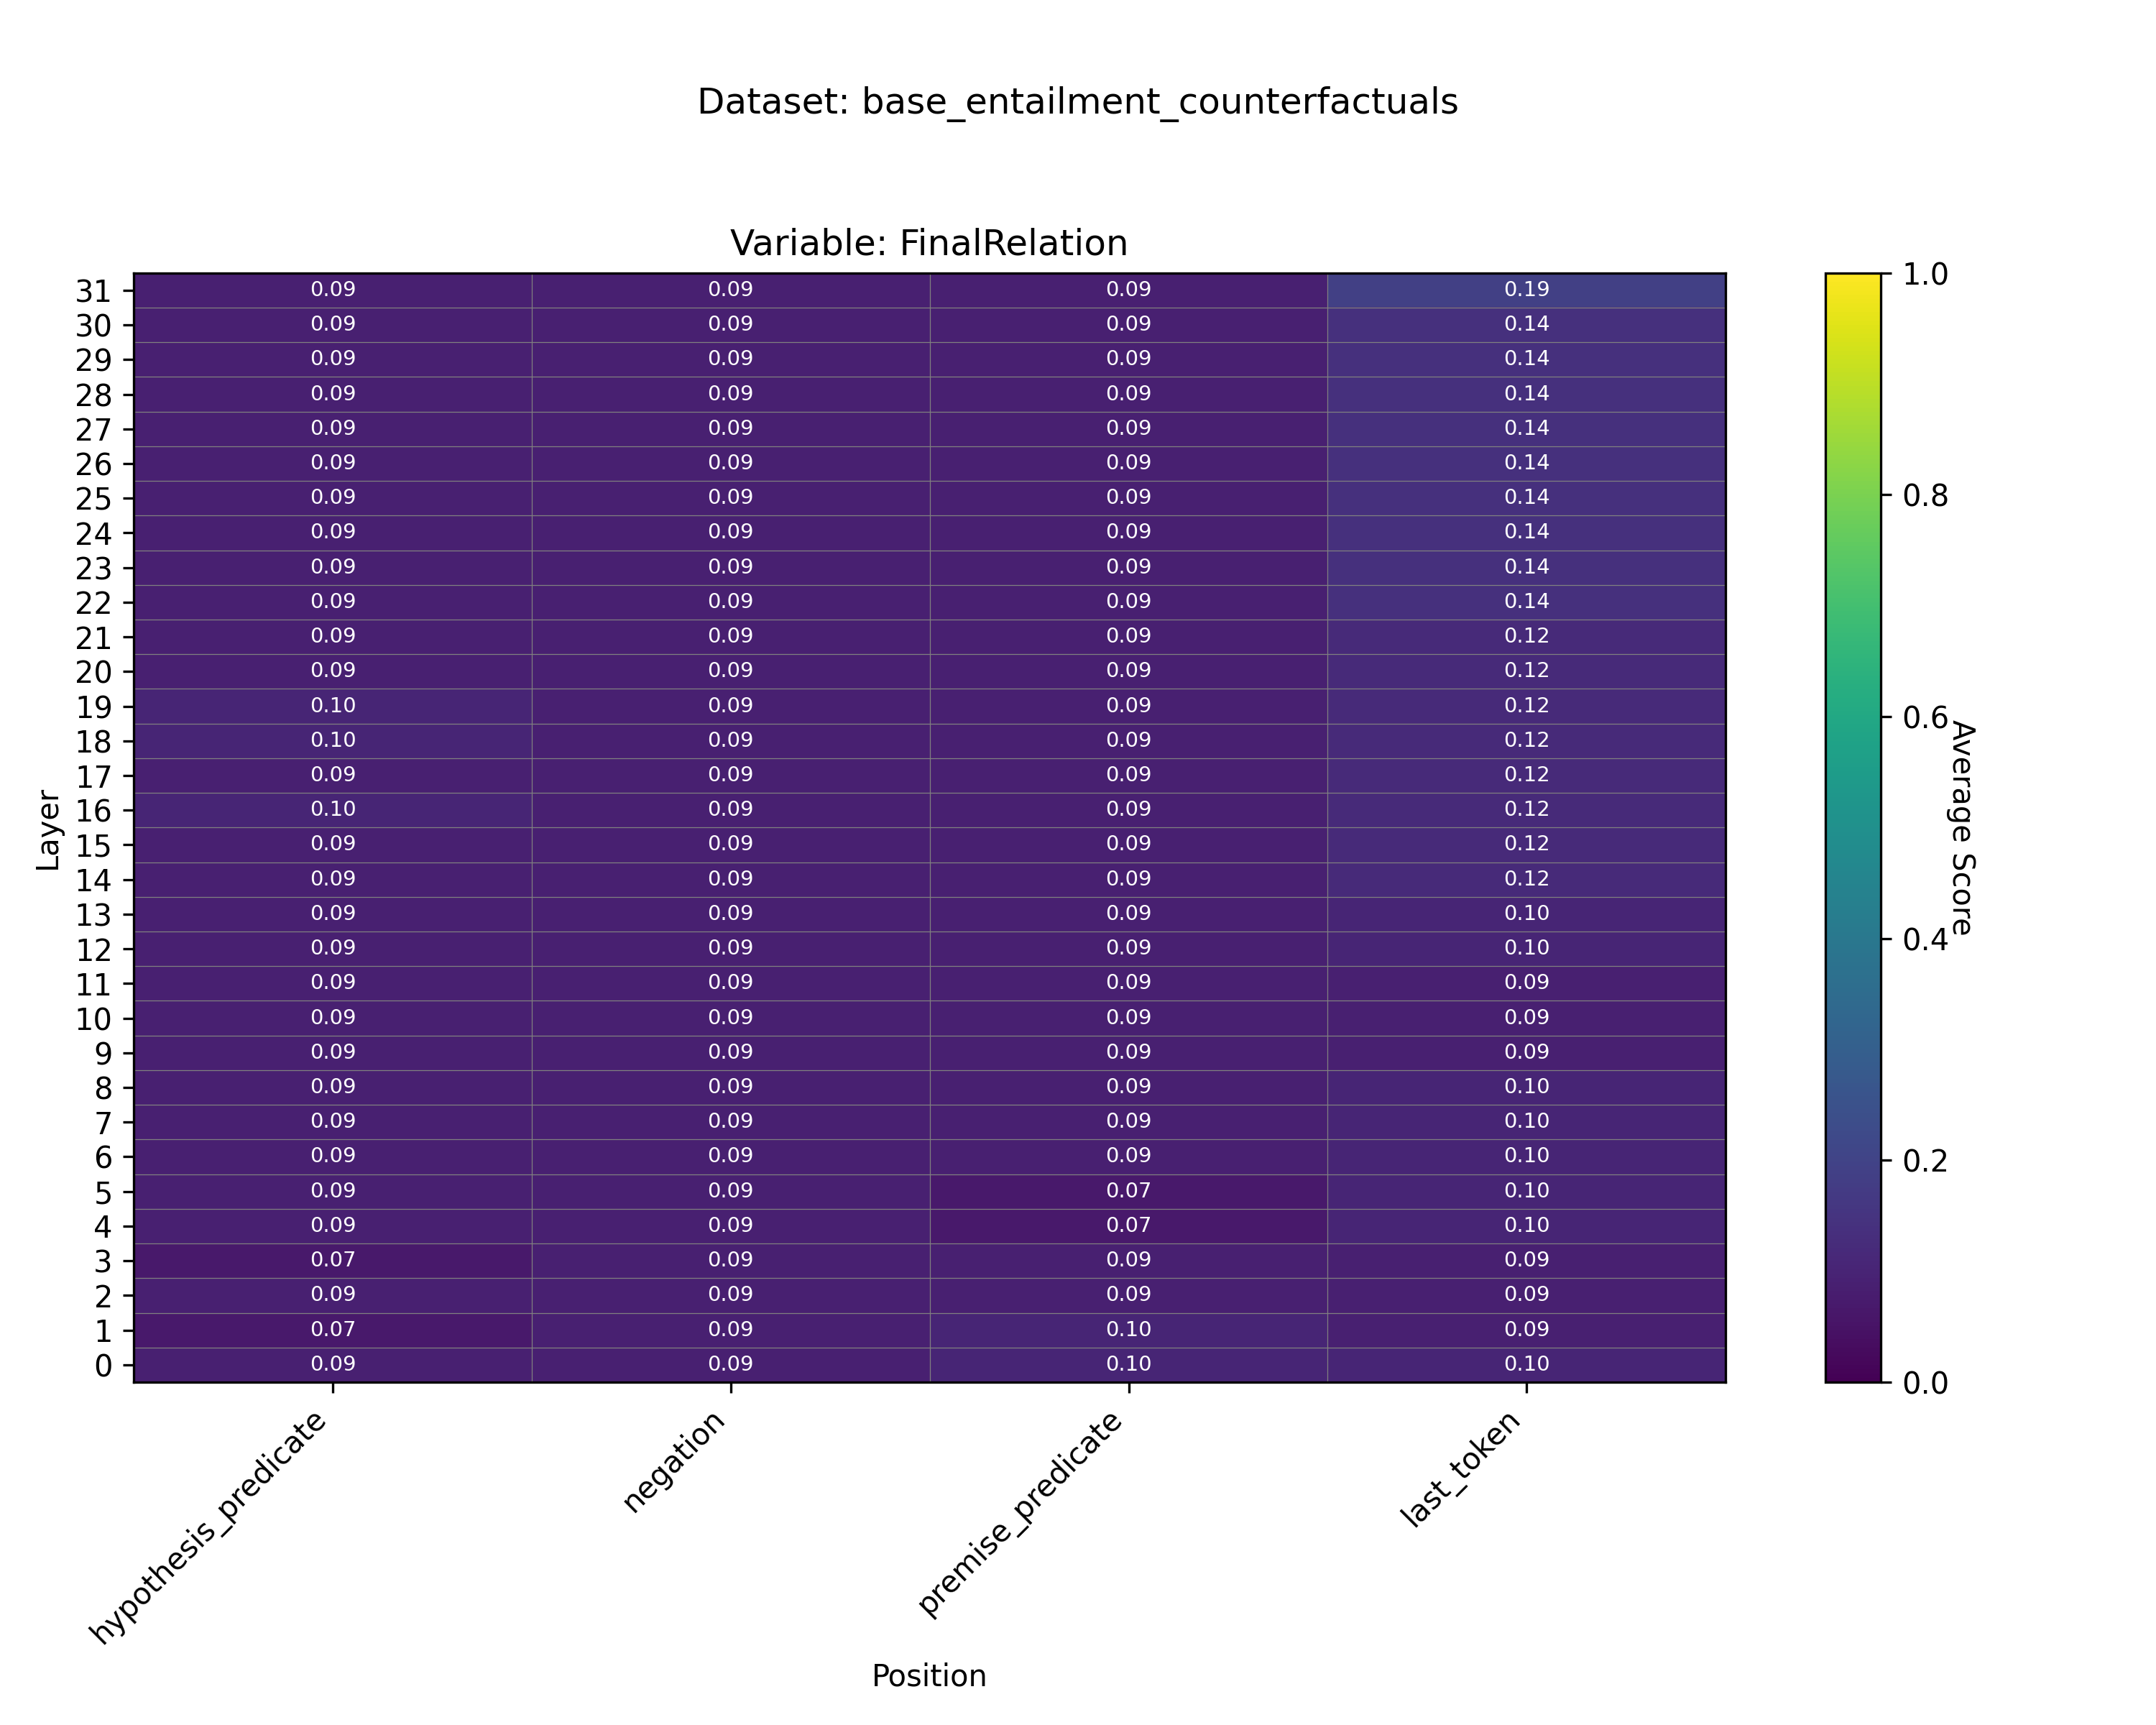 Dataset: base_entailment_counterfactuals
Variable: FinalRelation
31 0.09 0.09 0.09 0.19
30 0.09 0.09 0.09 0.14
29 0.09 0.09 0.09 0.14
28 0.09 0.09 0.09 0.14
27 0.09 0.09 0.09 0.14
26 0.09 0.09 0.09 0.14
25 0.09 0.09 0.09 0.14
24 0.09 0.09 0.09 0.14
23 0.09 0.09 0.09 0.14
22 0.09 0.09 0.09 0.14
21 0.09 0.09 0.09 0.12
20 0.09 0.09 0.09 0.12
19 0.10 0.09 0.09 0.12
18 0.10 0.09 0.09 0.12
17 0.09 0.09 0.09 0.12
16 0.10 0.09 0.09 0.12
15 0.09 0.09 0.09 0.12
14 0.09 0.09 0.09 0.12
13 0.09 0.09 0.09 0.10
12 0.09 0.09 0.09 0.10
11 0.09 0.09 0.09 0.09
10 0.09 0.09 0.09 0.09
9 0.09 0.09 0.09 0.09
8 0.09 0.09 0.09 0.10
7 0.09 0.09 0.09 0.10
6 0.09 0.09 0.09 0.10
5 0.09 0.09 0.07 0.10
4 0.09 0.09 0.07 0.10
3 0.07 0.09 0.09 0.09
2 0.09 0.09 0.09 0.09
1 0.07 0.09 0.10 0.09
0 0.09 0.09 0.10 0.10
Layer
hypothesis_predicate
negation
premise_predicate
last_token
Position
1.0
0.8
0.6
0.4
0.2
0.0
Average Score